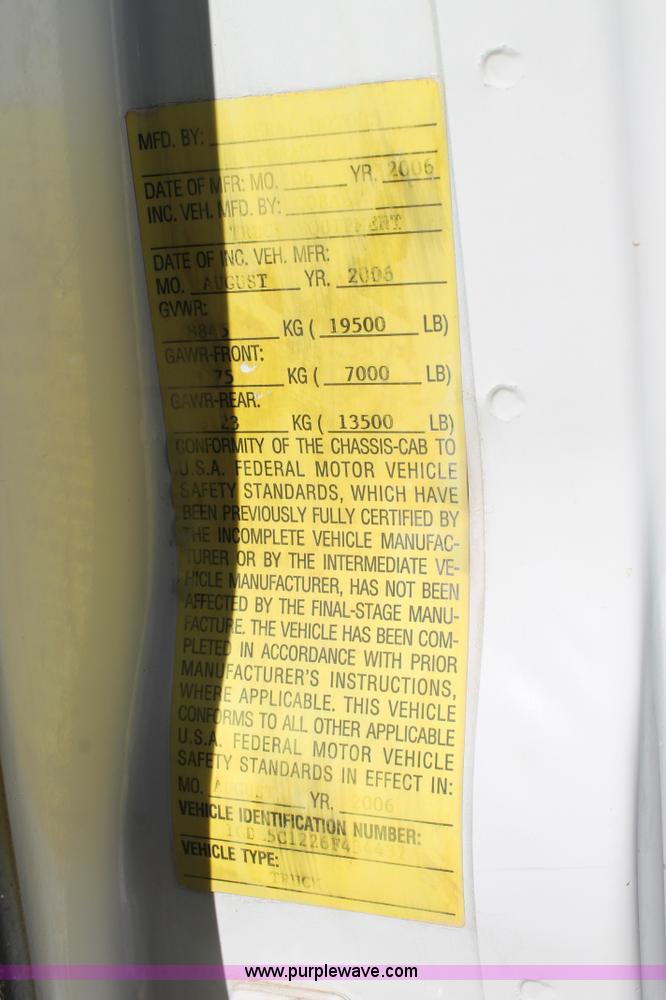 MFD. BY:
DATE OF MFR: MO. YR. 2006
INC. VEH. MFD. BY:
DATE OF INC. VEH. MFR:
MO. AUGUST YR. 2006
GVWR:
KG ( 19500 LB)
GAWR-FRONT:
KG ( 7000 LB)
GAWR-REAR.
KG ( 13500 LB)
CONFORMITY OF THE CHASSIS-CAB TO
U.S.A. FEDERAL MOTOR VEHICLE
SAFETY STANDARDS, WHICH HAVE
BEEN PREVIOUSLY FULLY CERTIFIED BY
THE INCOMPLETE VEHICLE MANUFAC-
TURER OR BY THE INTERMEDIATE VE-
HICLE MANUFACTURER, HAS NOT BEEN
AFFECTED BY THE FINAL-STAGE MANU-
FACTURE. THE VEHICLE HAS BEEN COM-
PLETED IN ACCORDANCE WITH PRIOR
MANUFACTURER'S INSTRUCTIONS,
WHERE APPLICABLE. THIS VEHICLE
CONFORMS TO ALL OTHER APPLICABLE
U.S.A. FEDERAL MOTOR VEHICLE
SAFETY STANDARDS IN EFFECT IN:
MO. AUGUST YR. 2006
VEHICLE IDENTIFICATION NUMBER:
VEHICLE TYPE:
TRUCK
www.purplewave.com